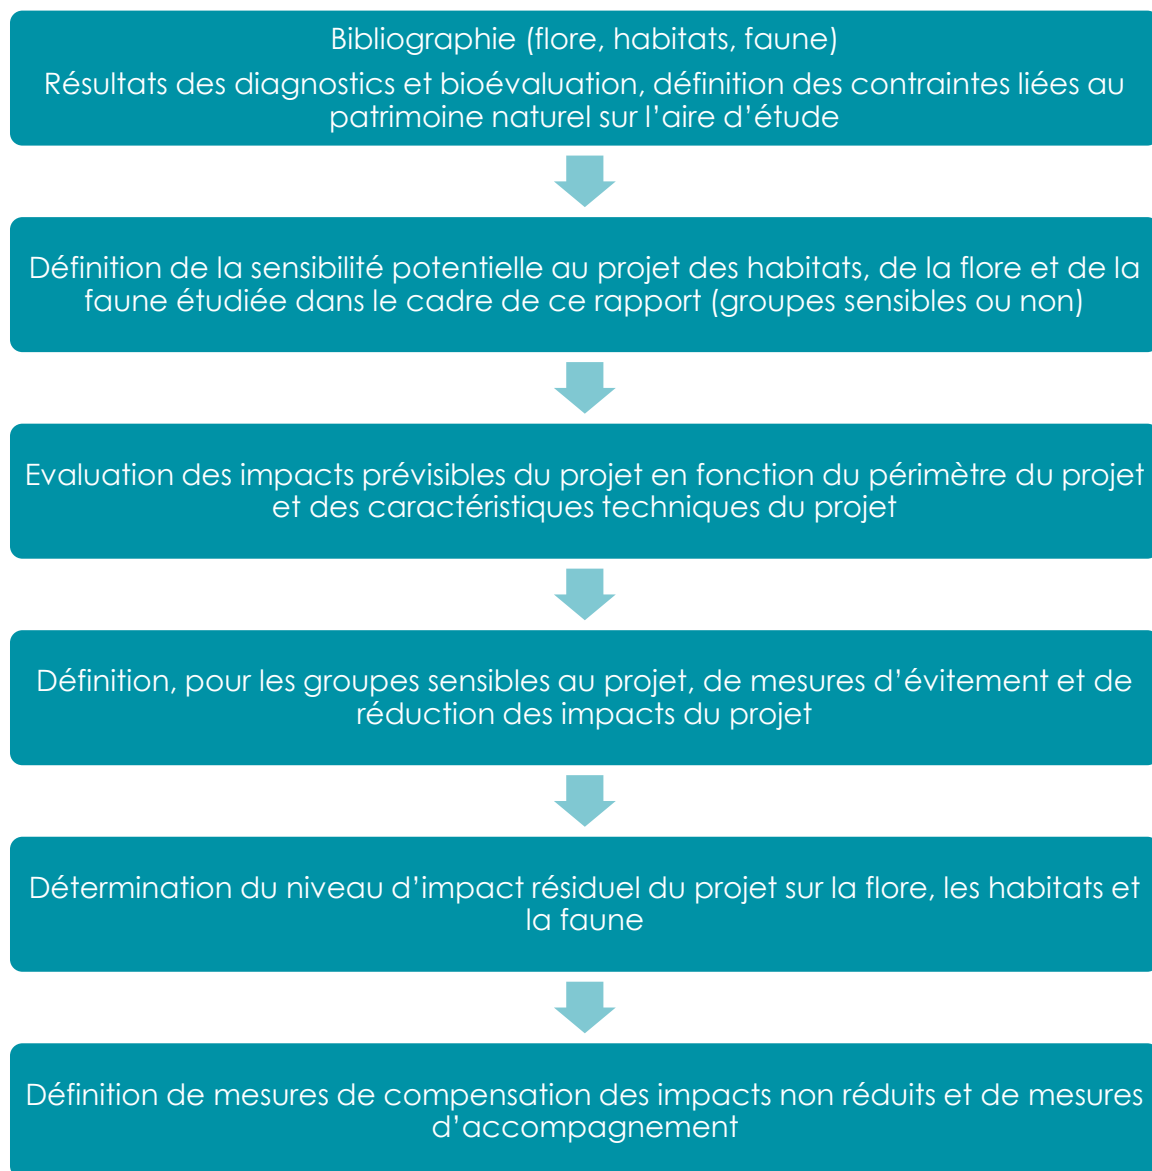 Bibliographie (flore, habitats, faune)
Résultats des diagnostics et bioévaluation, définition des contraintes liées au
patrimoine naturel sur l’aire d’étude
Définition de la sensibilité potentielle au projet des habitats, de la flore et de la
faune étudiée dans le cadre de ce rapport (groupes sensibles ou non)
Evaluation des impacts prévisibles du projet en fonction du périmètre du projet
et des caractéristiques techniques du projet
Définition, pour les groupes sensibles au projet, de mesures d’évitement et de
réduction des impacts du projet
Détermination du niveau d’impact résiduel du projet sur la flore, les habitats et
la faune
Définition de mesures de compensation des impacts non réduits et de mesures
d’accompagnement